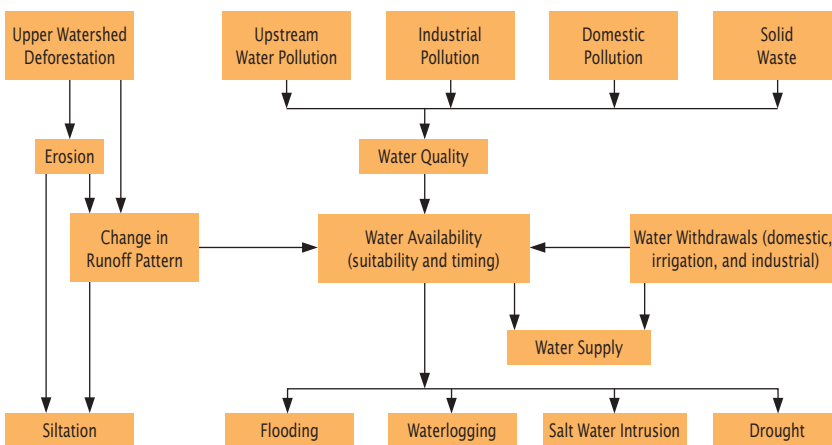 Upper Watershed
Deforestation
Upstream
Water Pollution
Industrial
Pollution
Domestic
Pollution
Solid
Waste
Erosion
Water Quality
Change in
Runoff Pattern
Water Availability
(suitability and timing)
Water Withdrawals (domestic,
irrigation, and industrial)
Water Supply
Siltation
Flooding
Waterlogging
Salt Water Intrusion
Drought